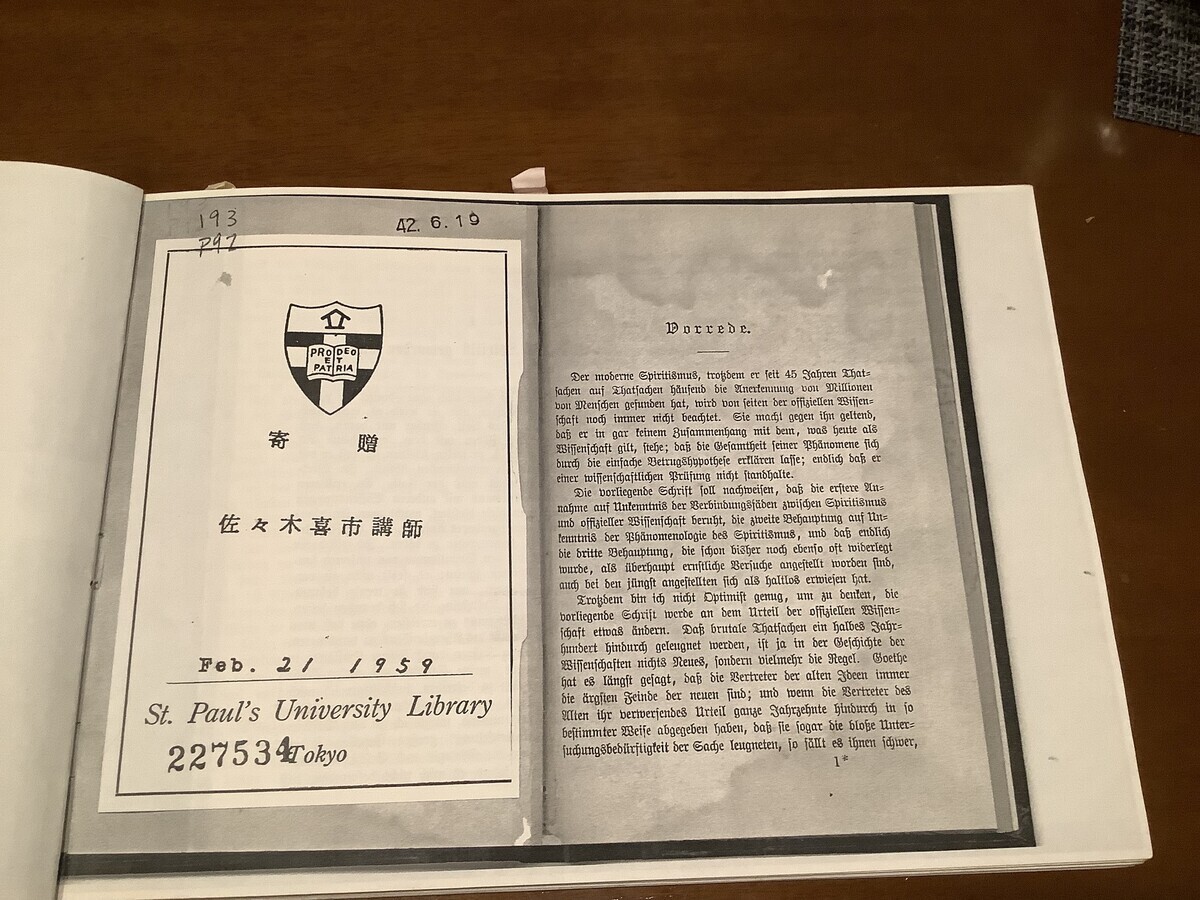 193
P92
42. 6. 19
PRO DEO
E T
PAT RIA
寄 贈
佐々木喜市講師
Feb. 21 1959
St. Paul's University Library
227534 Tokyo
Vorrede.
Der moderne Spiritismus, trotzdem er seit 45 Jahren That=
sachen auf Thatsachen häufend die Anerkennung von Millionen
von Menschen gefunden hat, wird von seiten der offiziellen Wissen=
schaft noch immer nicht beachtet. Sie macht gegen ihn geltend,
daß er in gar keinem Zusammenhang mit dem, was heute als
Wissenschaft gilt, stehe; daß die Gesamtheit seiner Phänomene sich
durch die einfache Betrugshypothese erklären lasse; endlich daß er
einer wissenschaftlichen Prüfung nicht standhalte.
Die vorliegende Schrift soll nachweisen, daß die erstere An=
nahme auf Unkenntnis der Verbindungsfäden zwischen Spiritismus
und offizieller Wissenschaft beruht, die zweite Behauptung auf Un=
kenntnis der Phänomenologie des Spiritismus, und daß endlich
die dritte Behauptung, die schon bisher noch ebenso oft widerlegt
wurde, als überhaupt ernstliche Versuche angestellt worden sind,
auch bei den jüngst angestellten sich als haltlos erwiesen hat.
Trotzdem bin ich nicht Optimist genug, um zu denken, die
vorliegende Schrift werde an dem Urteil der offiziellen Wissen=
schaft etwas ändern. Daß brutale Thatsachen ein halbes Jahr=
hundert hindurch geleugnet werden, ist ja in der Geschichte der
Wissenschaften nichts Neues, sondern vielmehr die Regel. Goethe
hat es längst gesagt, daß die Vertreter der alten Ideen immer
die ärgsten Feinde der neuen sind; und wenn die Vertreter des
Alten ihr verwerfendes Urteil ganze Jahrzehnte hindurch in so
bestimmter Weise abgegeben haben, daß sie sogar die bloße Unter=
suchungsbedürftigkeit der Sache leugneten, so fällt es ihnen schwer,
1*